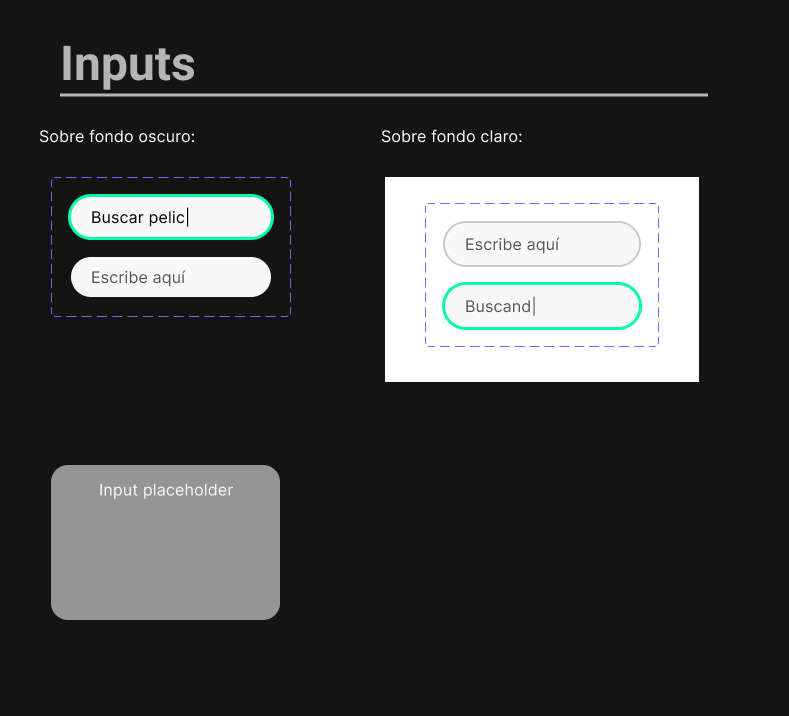 Inputs
Sobre fondo oscuro:
Buscar pelic
Escribe aquí
Sobre fondo claro:
Escribe aquí
Buscand
Input placeholder